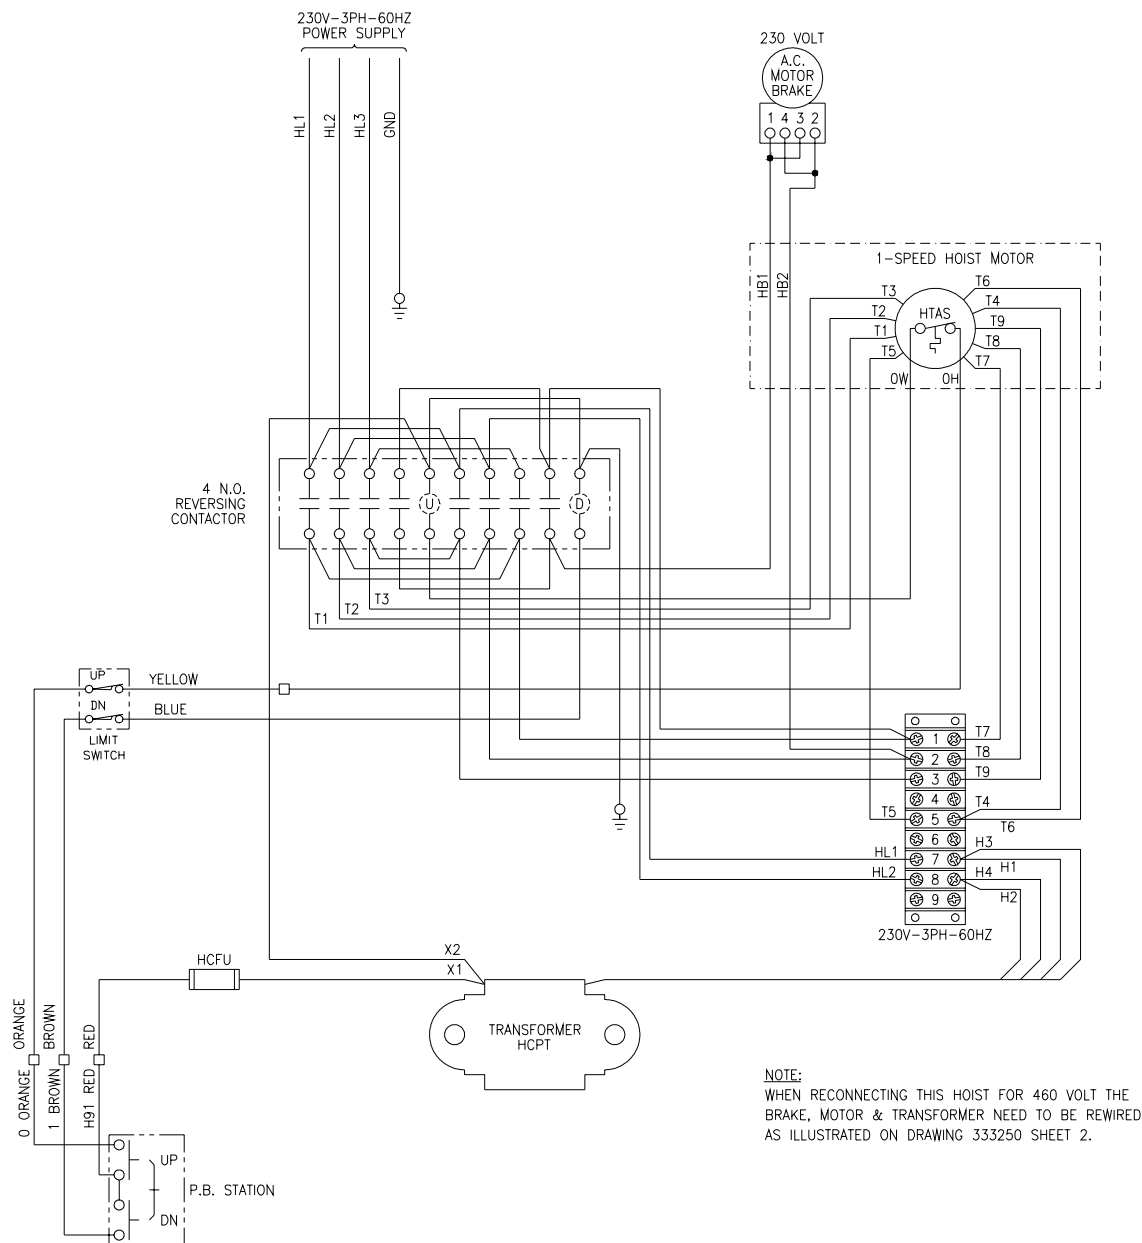 230V-3PH-60HZ
POWER SUPPLY
HL1
HL2
HL3
GND
230 VOLT
A.C.
MOTOR
BRAKE
1 4 3 2
HB1
HB2
1-SPEED HOIST MOTOR
T3
T2
T1
T5
HTAS
T6
T4
T9
T8
T7
OW
OH
4 N.O.
REVERSING
CONTACTOR
U
D
T1
T2
T3
UP
DN
LIMIT
SWITCH
YELLOW
BLUE
1
T7
2
T8
3
T9
4
T4
T5
5
T6
6
H3
HL1
7
H1
HL2
8
H4
H2
9
230V-3PH-60HZ
X2
X1
HCFU
TRANSFORMER
HCPT
ORANGE
BROWN
RED
0 ORANGE
1 BROWN
H91 RED
UP
P.B. STATION
DN
NOTE:
WHEN RECONNECTING THIS HOIST FOR 460 VOLT THE
BRAKE, MOTOR & TRANSFORMER NEED TO BE REWIRED
AS ILLUSTRATED ON DRAWING 333250 SHEET 2.